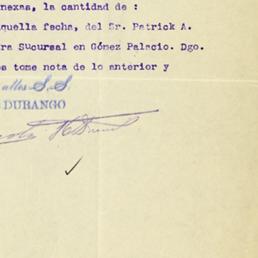 nexas, la cantidad de :
quella fecha, del Sr. Patrick A.
ra Sucursal en Gómez Palacio. Dgo.
s tome nota de lo anterior y
DURANGO